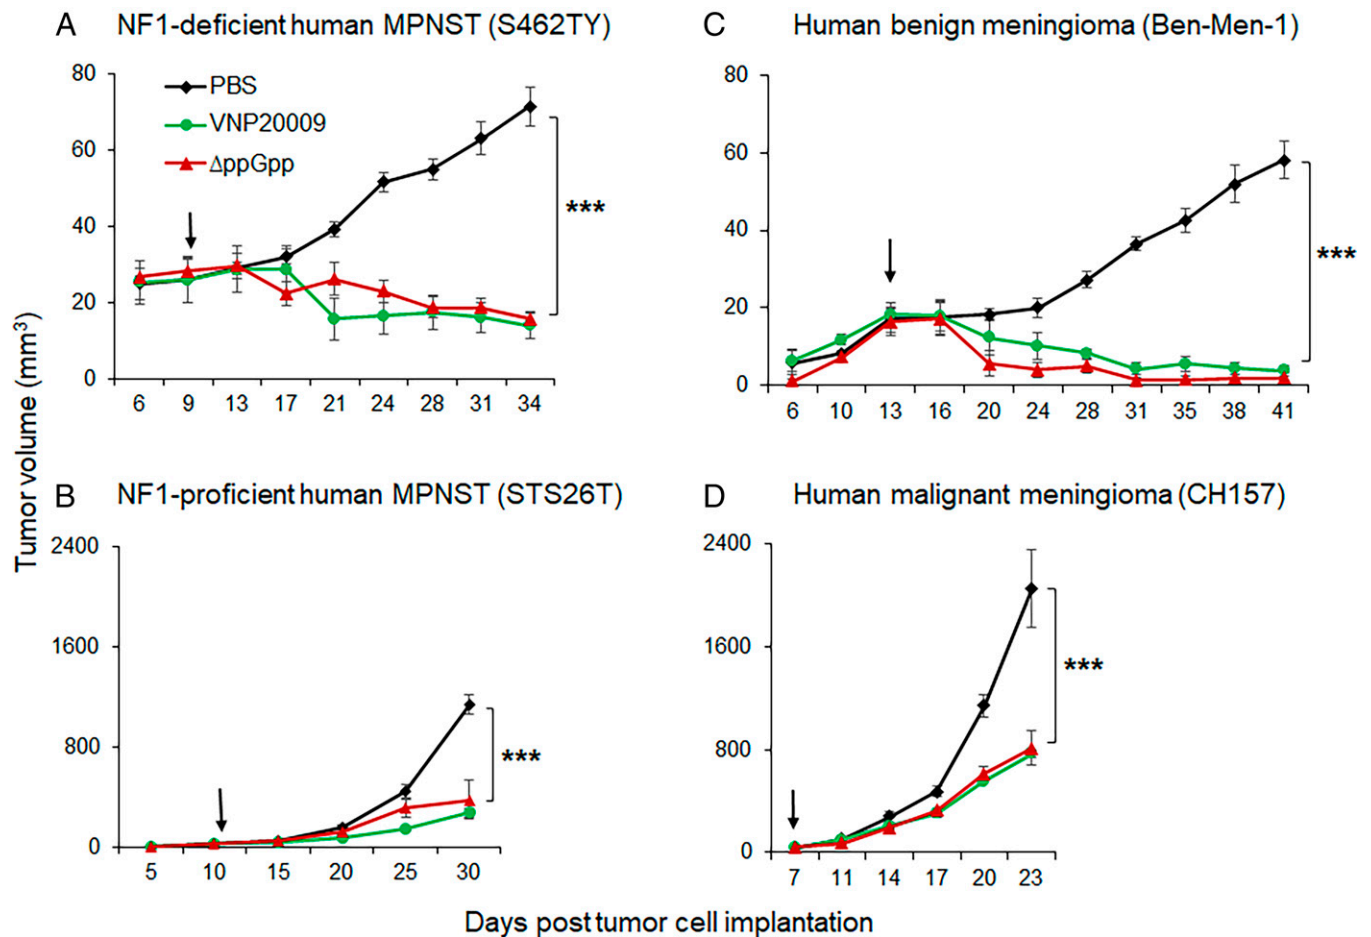 A NF1-deficient human MPNST (S462TY)
80
60
40
20
0
PBS
VNP20009
ΔppGpp
***
6 9 13 17 21 24 28 31 34
C Human benign meningioma (Ben-Men-1)
80
60
40
20
0
***
6 10 13 16 20 24 28 31 35 38 41
Tumor volume (mm³)
B NF1-proficient human MPNST (STS26T)
2400
1600
800
0
***
5 10 15 20 25 30
D Human malignant meningioma (CH157)
2400
1600
800
0
***
7 11 14 17 20 23
Days post tumor cell implantation